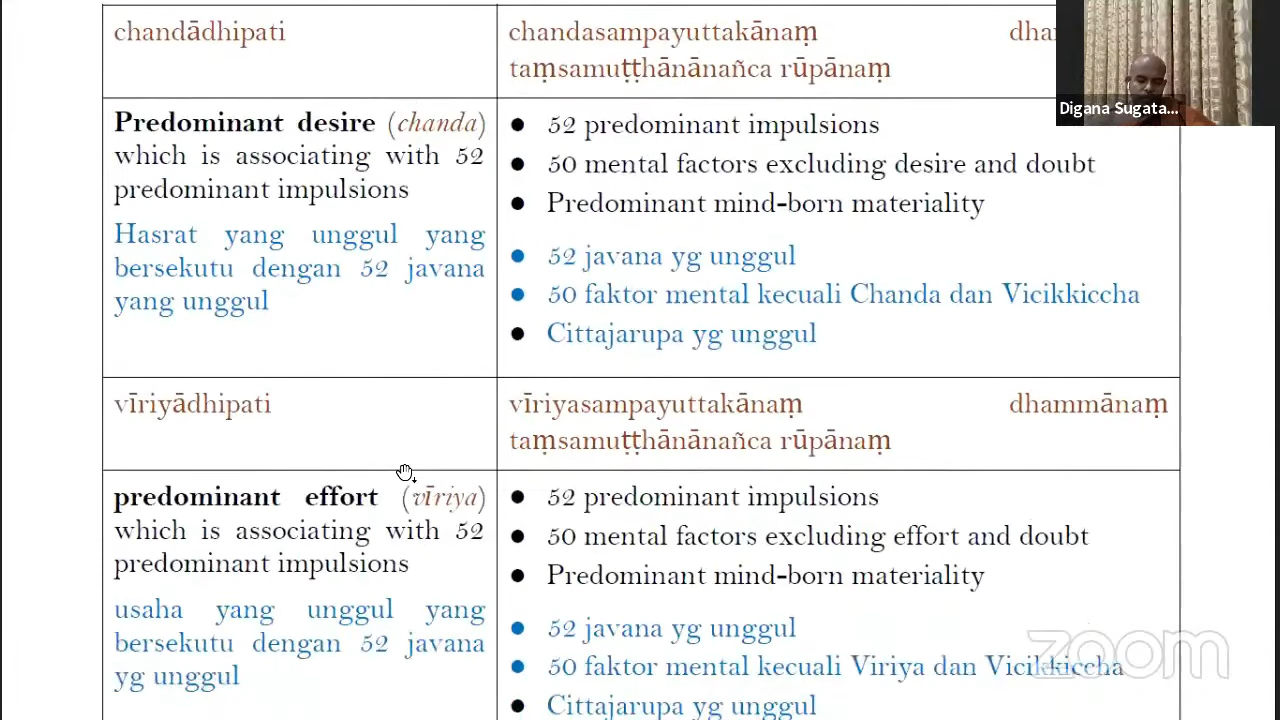 chandādhipati
chandasampayuttakānaṃ
taṃsamuṭṭhānānañca rūpānaṃ
Digana Sugata...
Predominant desire (chanda)
which is associating with 52
predominant impulsions
Hasrat yang unggul yang
bersekutu dengan 52 javana
yang unggul
● 52 predominant impulsions
● 50 mental factors excluding desire and doubt
● Predominant mind-born materiality
● 52 javana yg unggul
● 50 faktor mental kecuali Chanda dan Vicikkiccha
● Cittajarupa yg unggul
vīriyādhipati
vīriyasampayuttakānaṃ dhammānaṃ
taṃsamuṭṭhānānañca rūpānaṃ
predominant effort (vīriya)
which is associating with 52
predominant impulsions
usaha yang unggul yang
bersekutu dengan 52 javana
yg unggul
● 52 predominant impulsions
● 50 mental factors excluding effort and doubt
● Predominant mind-born materiality
● 52 javana yg unggul
● 50 faktor mental kecuali Viriya dan Vicikkiccha
● Cittajarupa yg unggul
zoom